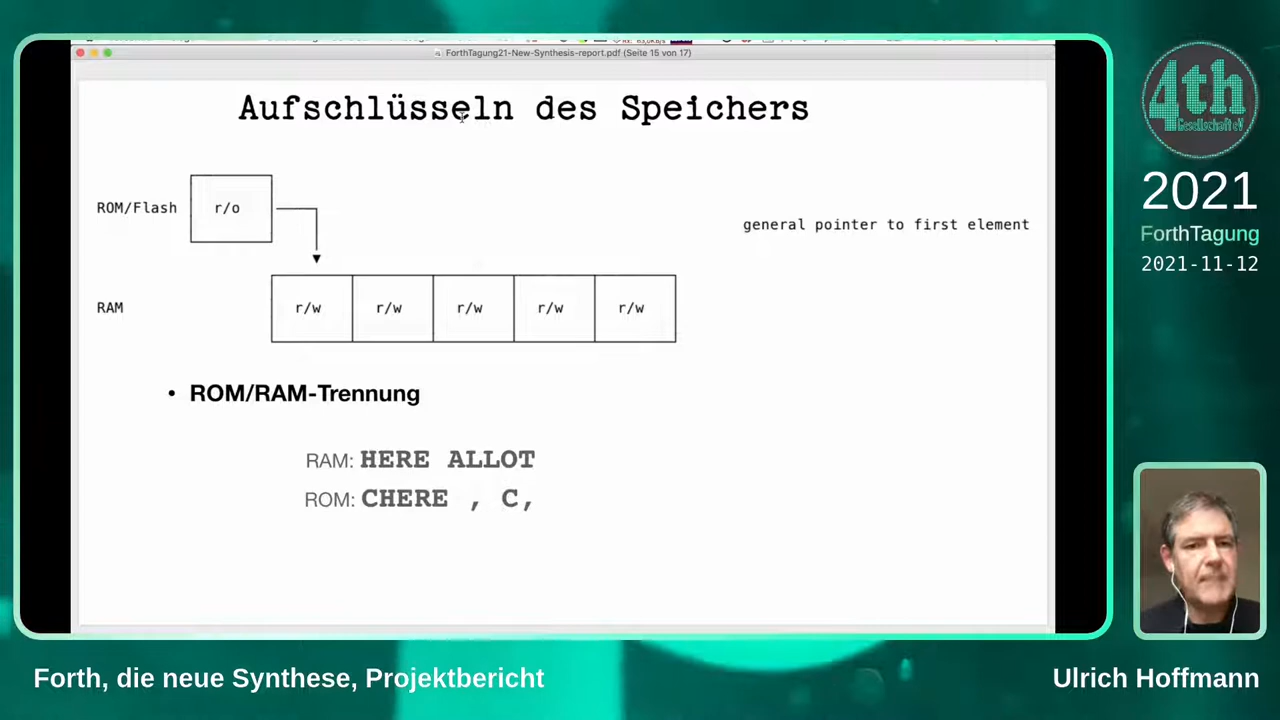 ForthTagung21-New-Synthesis-report.pdf (Seite 15 von 17)
Aufschlüsseln des Speichers
ROM/Flash
r/o
general pointer to first element
RAM
r/w r/w r/w r/w r/w
• ROM/RAM-Trennung
RAM: HERE ALLOT
ROM: CHERE , C,
4th
Gesellschaft eV
2021
ForthTagung
2021-11-12
Forth, die neue Synthese, Projektbericht
Ulrich Hoffmann